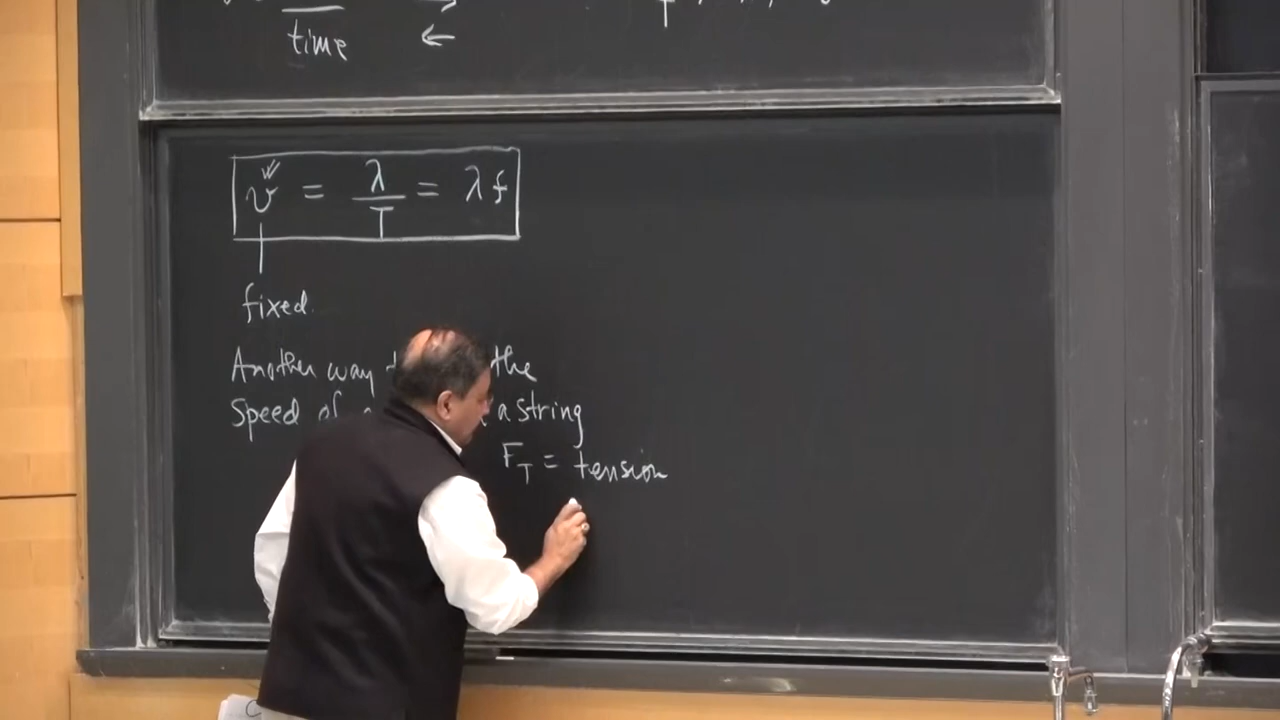 time
v = λ/T = λf
fixed.
Another way the
Speed of a string
F_T = tension